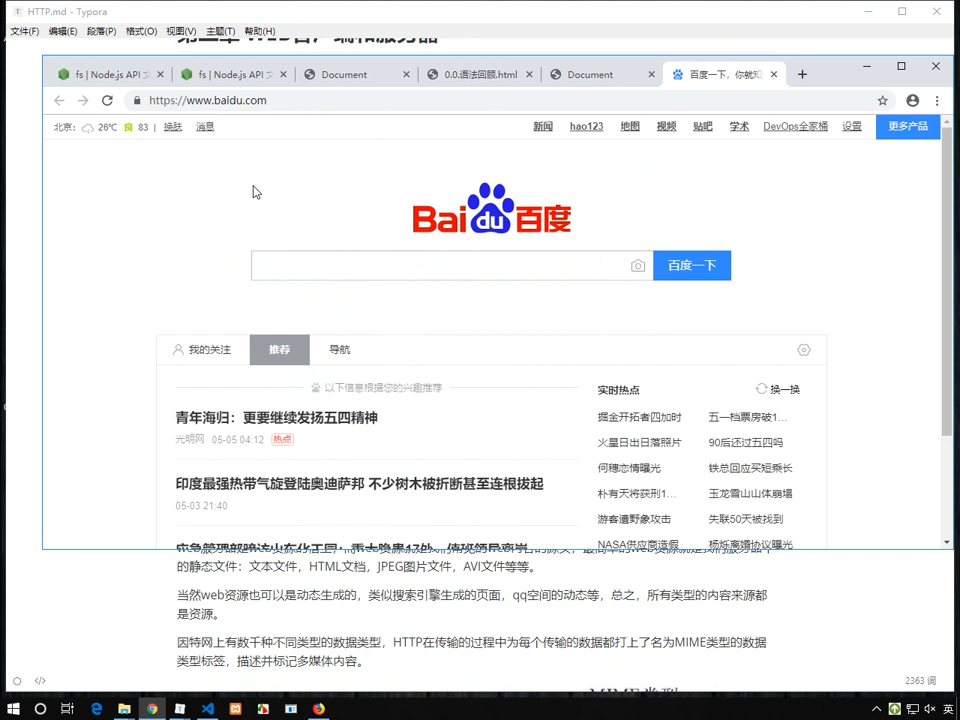 HTTP.md - Typora
文件(F) 编辑(E) 段落(P) 格式(O) 视图(V) 主题(T) 帮助(H)
fs | Node.js API 文
fs | Node.js API 文
Document
0.0.语法回顾.html
Document
百度一下，你就知
https://www.baidu.com
北京: 26℃ 良 83 | 换肤 消息
新闻 hao123 地图 视频 贴吧 学术 DevOps全家桶 设置 更多产品
Bai du 百度
百度一下
我的关注 推荐 导航
以下信息根据您的兴趣推荐
青年海归：更要继续发扬五四精神
光明网 05-05 04:12 热点
印度最强热带气旋登陆奥迪萨邦 不少树木被折断甚至连根拔起
05-03 21:40
实时热点 换一换
掘金开拓者四加时 五一档票房破1...
火星日出日落照片 90后还过五四吗
何穗恋情曝光 铁总回应买短乘长
朴有天将获刑1... 玉龙雪山山体崩塌
游客遭野象攻击 失联50天被找到
NASA供应商造假 杨烁离婚协议曝光
的静态文件：文本文件，HTML文档，JPEG图片文件，AVI文件等等。
当然web资源也可以是动态生成的，类似搜索引擎生成的页面，qq空间的动态等，总之，所有类型的内容来源都
是资源。
因特网上有数千种不同类型的数据类型，HTTP在传输的过程中为每个传输的数据都打上了名为MIME类型的数据
类型标签，描述并标记多媒体内容。
2363 词
英